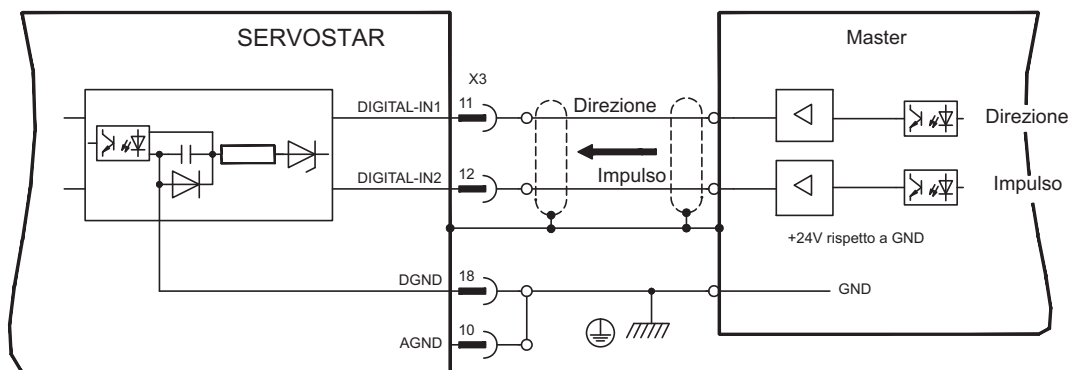 SERVOSTAR
Master
X3
DIGITAL-IN1
11
Direzione
Direzione
Impulso
DIGITAL-IN2
12
Impulso
+24V rispetto a GND
DGND
18
GND
AGND
10